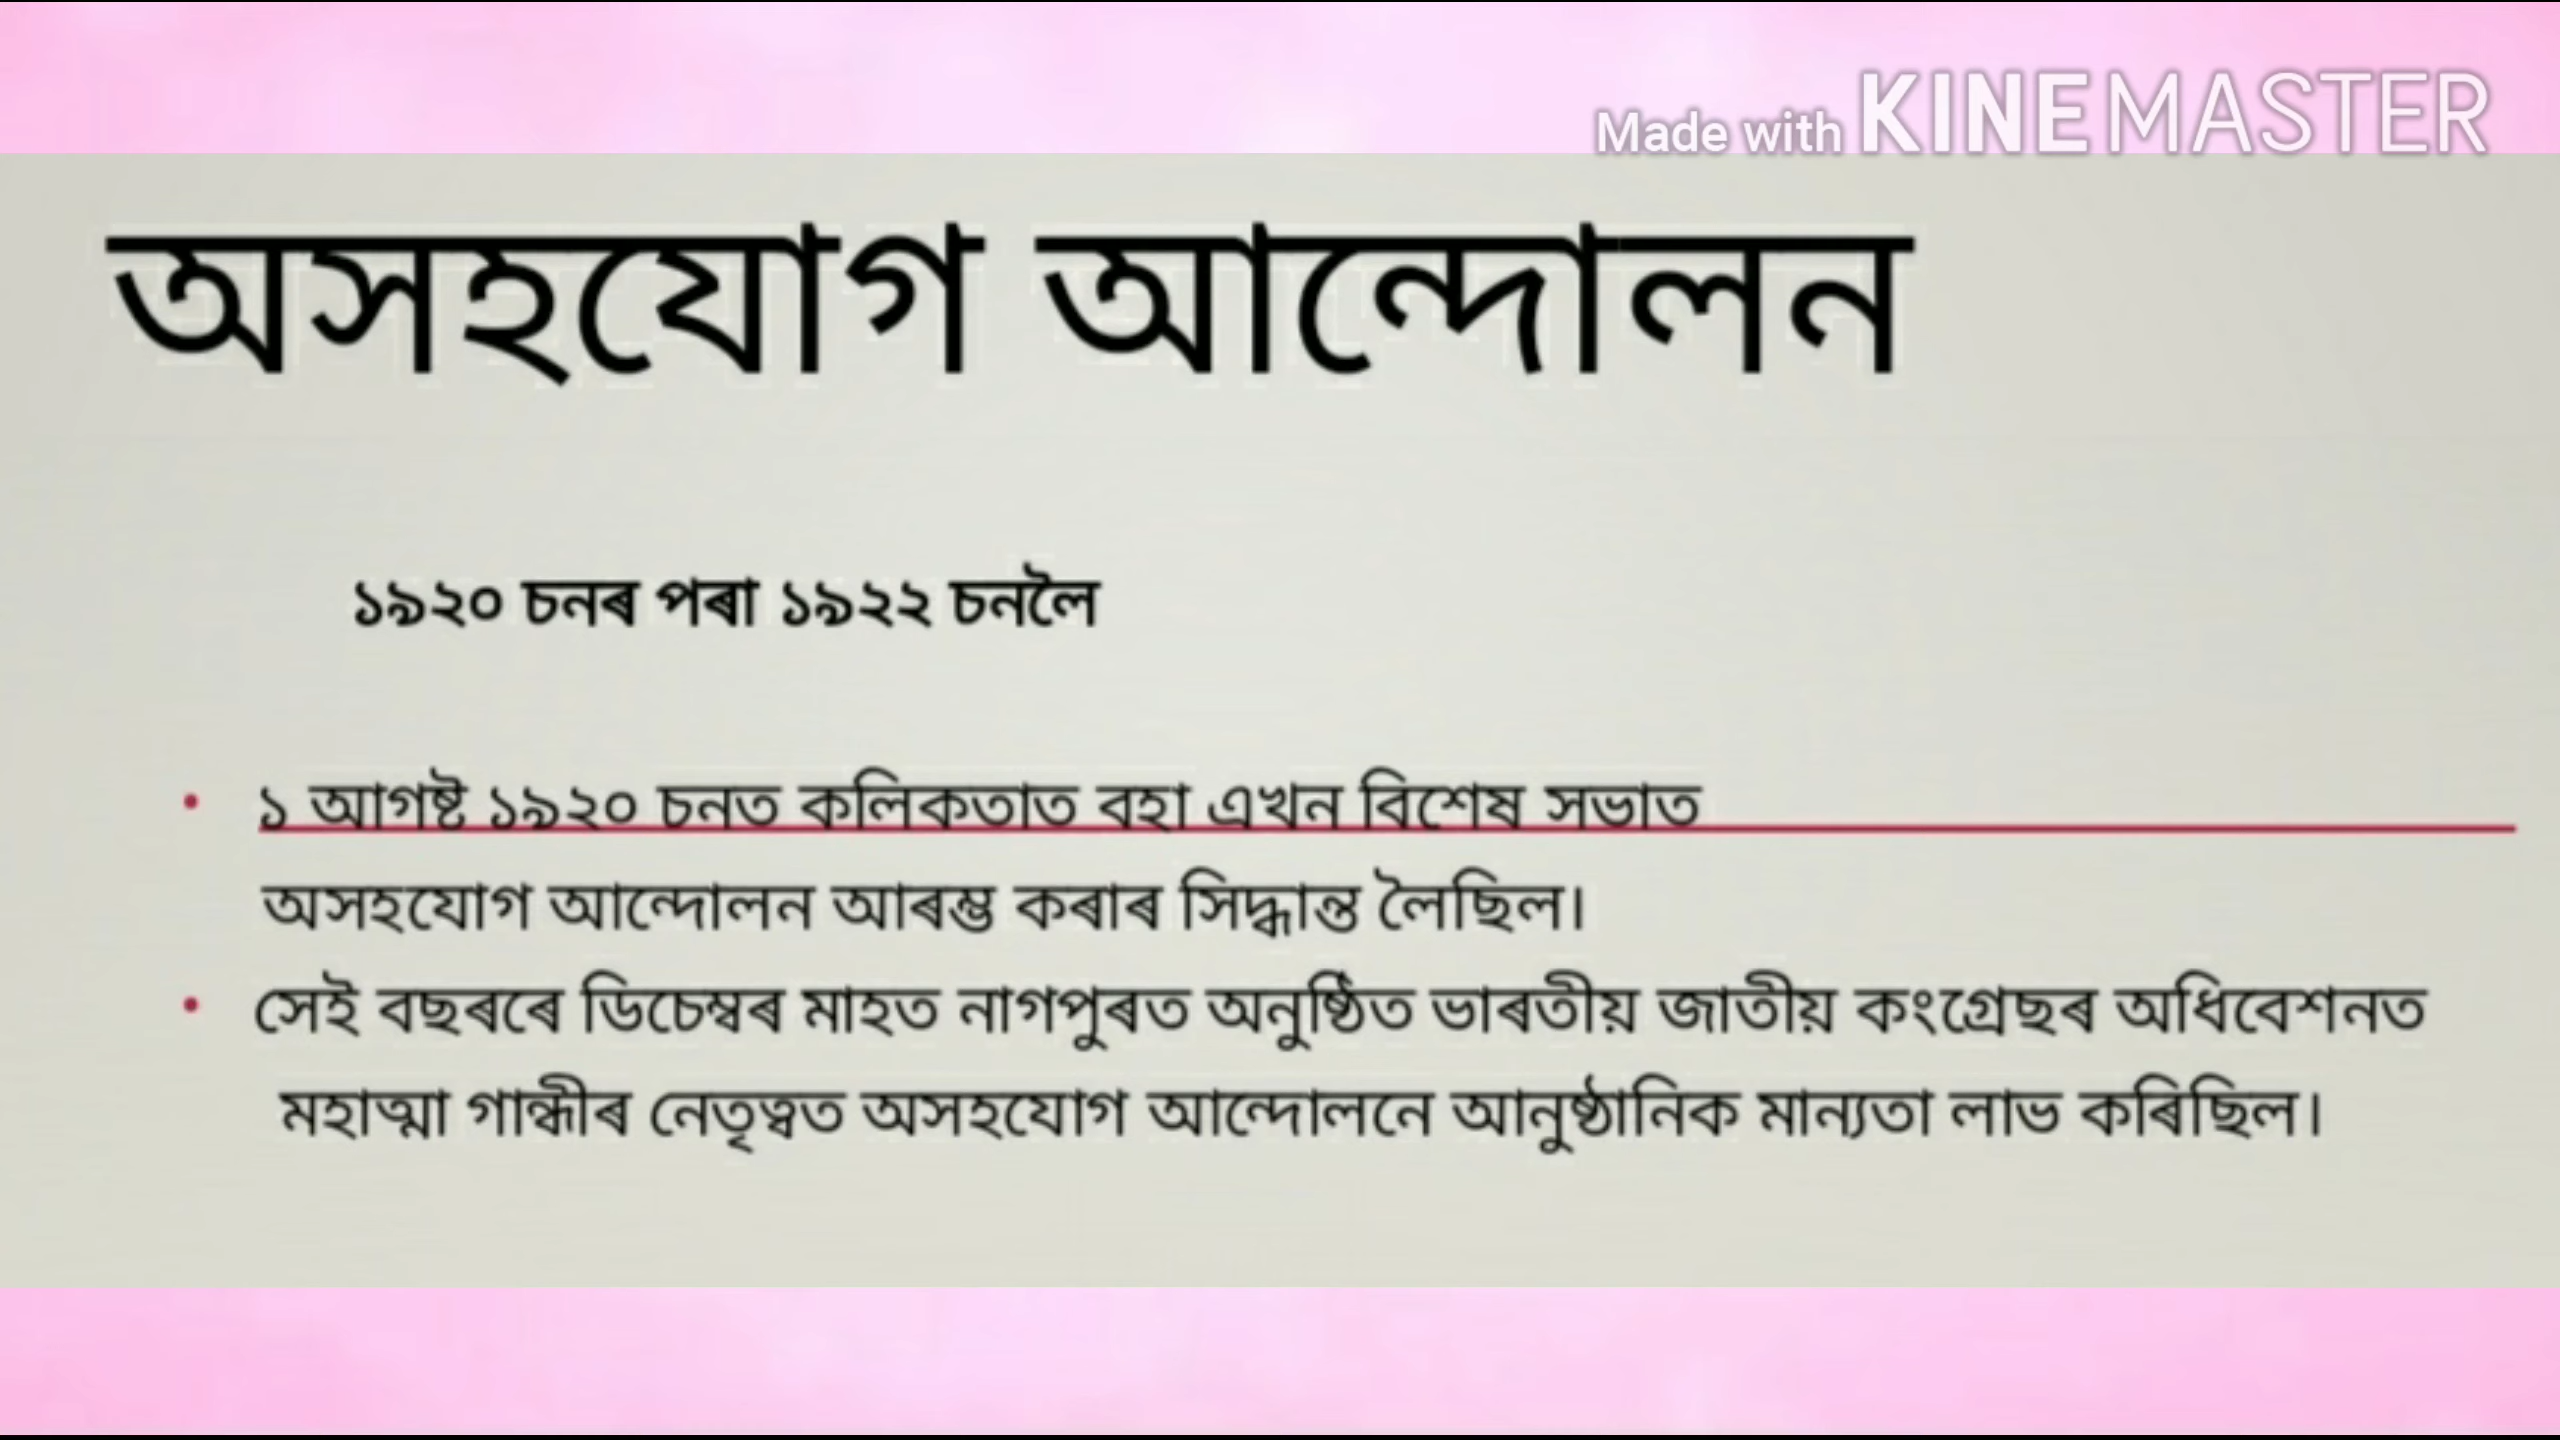 Made with KINEMASTER
অসহযোগ আন্দোলন
১৯২০ চনৰ পৰা ১৯২২ চনলৈ
• ১ আগষ্ট ১৯২০ চনত কলিকতাত বহা এখন বিশেষ সভাত
অসহযোগ আন্দোলন আৰম্ভ কৰাৰ সিদ্ধান্ত লৈছিল।
• সেই বছৰৰে ডিচেম্বৰ মাহত নাগপুৰত অনুষ্ঠিত ভাৰতীয় জাতীয় কংগ্ৰেছৰ অধিবেশনত
মহাত্মা গান্ধীৰ নেতৃত্বত অসহযোগ আন্দোলনে আনুষ্ঠানিক মান্যতা লাভ কৰিছিল।